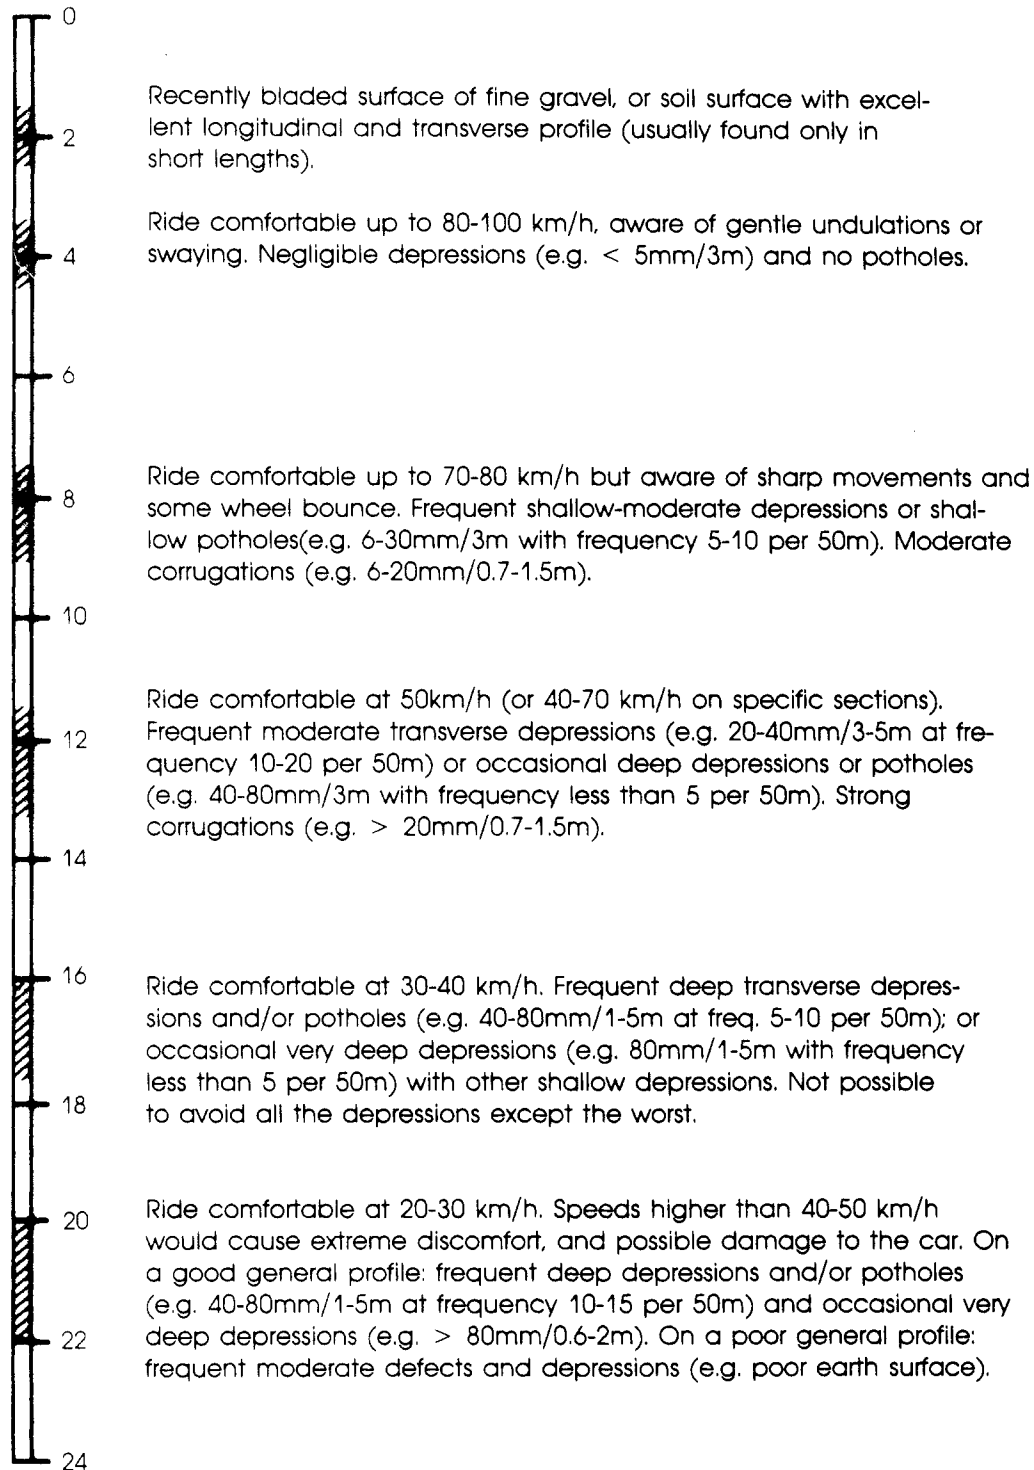 0
Recently bladed surface of fine gravel, or soil surface with excel-
lent longitudinal and transverse profile (usually found only in
2
short lengths).
Ride comfortable up to 80-100 km/h, aware of gentle undulations or
4
swaying. Negligible depressions (e.g. < 5mm/3m) and no potholes.
6
Ride comfortable up to 70-80 km/h but aware of sharp movements and
8
some wheel bounce. Frequent shallow-moderate depressions or shal-
low potholes(e.g. 6-30mm/3m with frequency 5-10 per 50m). Moderate
corrugations (e.g. 6-20mm/0.7-1.5m).
10
Ride comfortable at 50km/h (or 40-70 km/h on specific sections).
12
Frequent moderate transverse depressions (e.g. 20-40mm/3-5m at fre-
quency 10-20 per 50m) or occasional deep depressions or potholes
(e.g. 40-80mm/3m with frequency less than 5 per 50m). Strong
corrugations (e.g. > 20mm/0.7-1.5m).
14
16
Ride comfortable at 30-40 km/h. Frequent deep transverse depres-
sions and/or potholes (e.g. 40-80mm/1-5m at freq. 5-10 per 50m); or
occasional very deep depressions (e.g. 80mm/1-5m with frequency
less than 5 per 50m) with other shallow depressions. Not possible
18
to avoid all the depressions except the worst.
Ride comfortable at 20-30 km/h. Speeds higher than 40-50 km/h
20
would cause extreme discomfort, and possible damage to the car. On
a good general profile: frequent deep depressions and/or potholes
(e.g. 40-80mm/1-5m at frequency 10-15 per 50m) and occasional very
22
deep depressions (e.g. > 80mm/0.6-2m). On a poor general profile:
frequent moderate defects and depressions (e.g. poor earth surface).
24